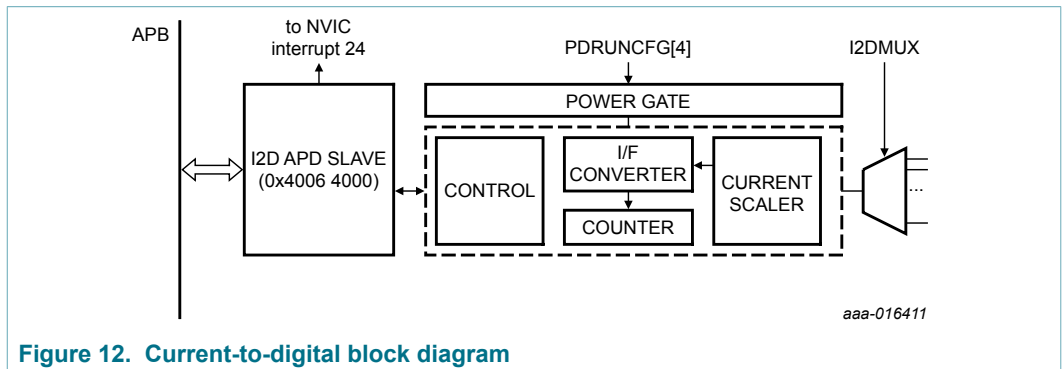 APB
to NVIC
interrupt 24
PDRUNCFG[4]
I2DMUX
POWER GATE
I2D APD SLAVE
(0x4006 4000)
CONTROL
I/F
CONVERTER
COUNTER
CURRENT
SCALER
...
aaa-016411
Figure 12. Current-to-digital block diagram